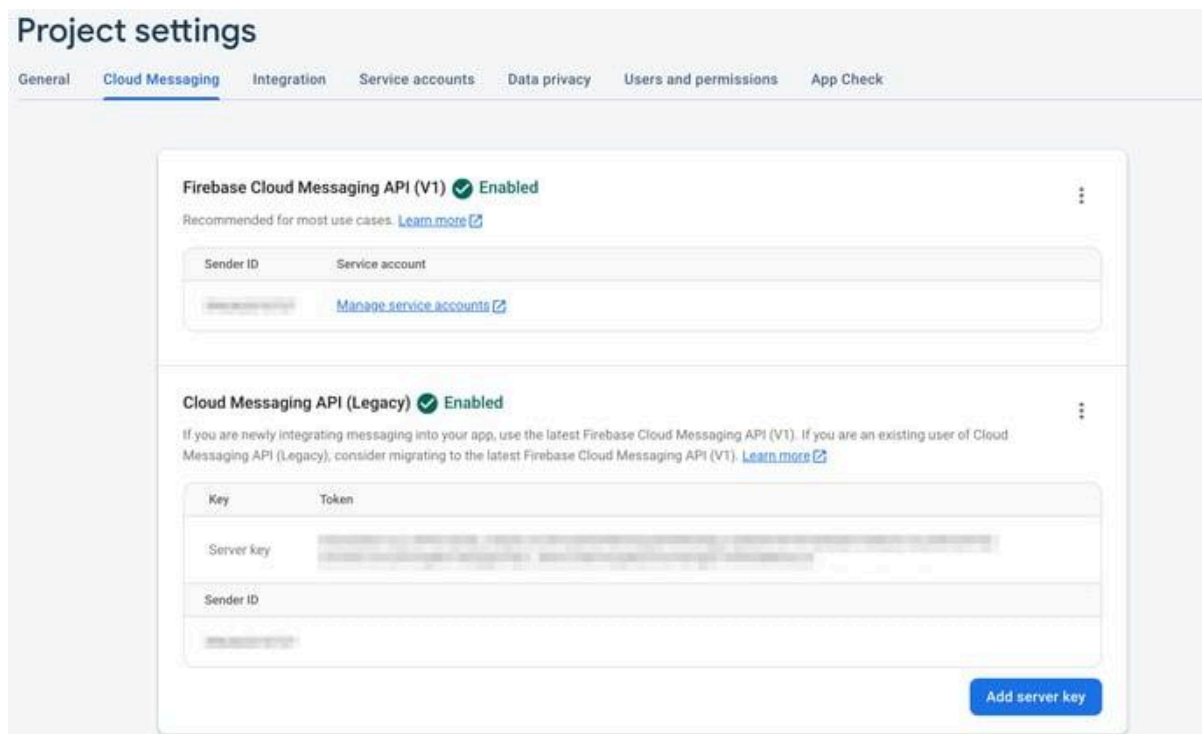 Project settings
General Cloud Messaging Integration Service accounts Data privacy Users and permissions App Check
Firebase Cloud Messaging API (V1) Enabled
Recommended for most use cases. Learn more
Sender ID Service account
Manage service accounts
Cloud Messaging API (Legacy) Enabled
If you are newly integrating messaging into your app, use the latest Firebase Cloud Messaging API (V1). If you are an existing user of Cloud
Messaging API (Legacy), consider migrating to the latest Firebase Cloud Messaging API (V1). Learn more
Key Token
Server key
Sender ID
Add server key